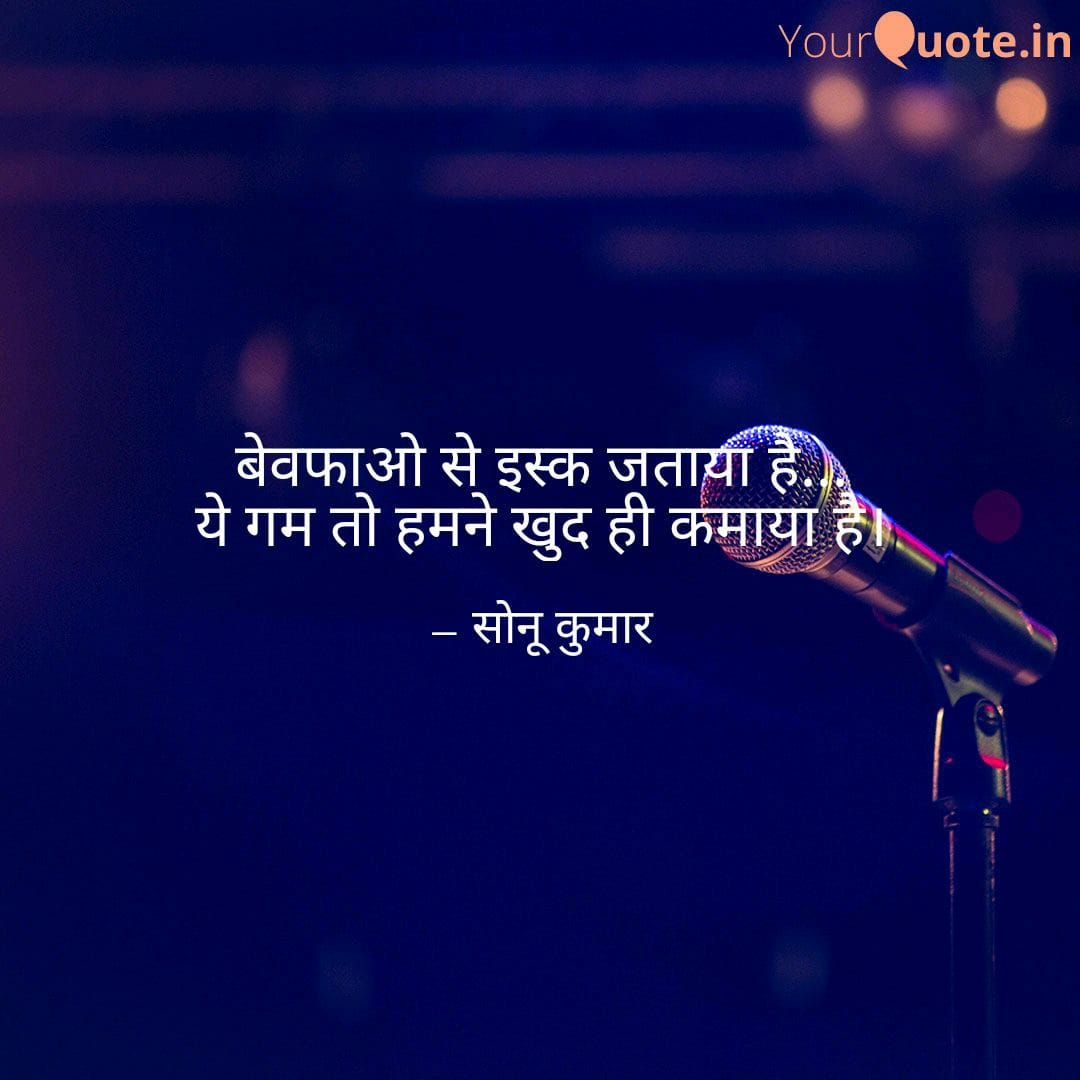 YourQuote.in
बेवफाओ से इस्क जताया है...
ये गम तो हमने खुद ही कमाया है।
– सोनू कुमार